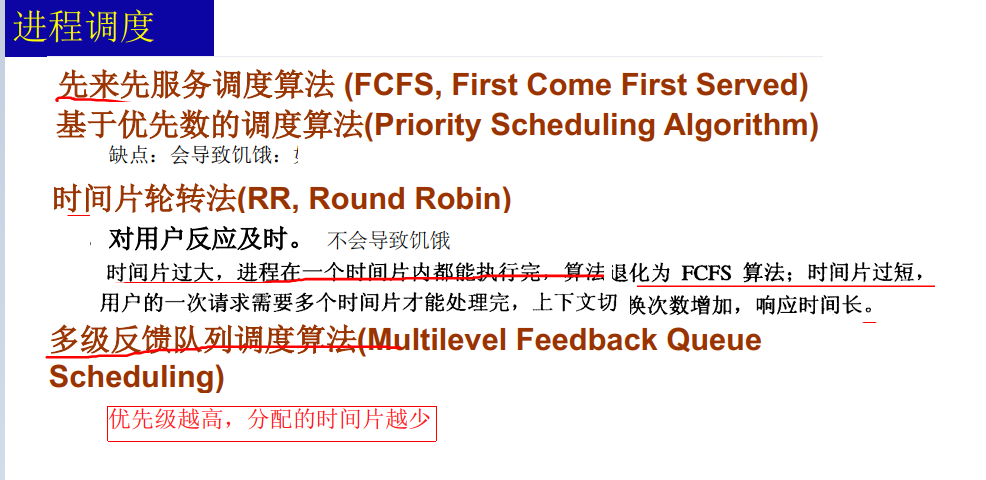 进程调度
先来先服务调度算法 (FCFS, First Come First Served)
基于优先数的调度算法(Priority Scheduling Algorithm)
缺点：会导致饥饿：
时间片轮转法(RR, Round Robin)
对用户反应及时。 不会导致饥饿
时间片过大，进程在一个时间片内都能执行完，算法退化为 FCFS 算法；时间片过短，
用户的一次请求需要多个时间片才能处理完，上下文切换次数增加，响应时间长。
多级反馈队列调度算法(Multilevel Feedback Queue
Scheduling)
优先级越高，分配的时间片越少